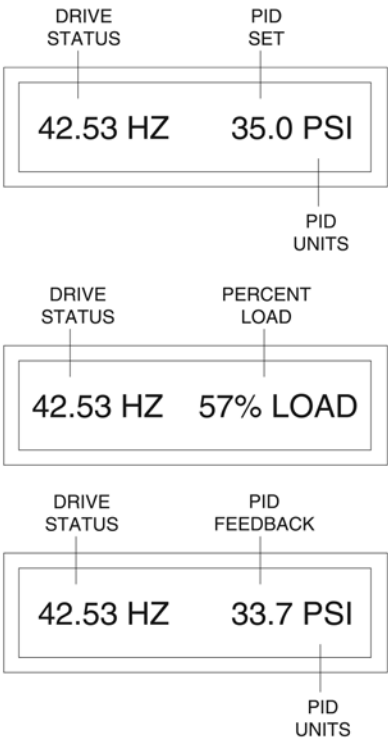 DRIVE STATUS
PID SET
42.53 HZ 35.0 PSI
PID UNITS
DRIVE STATUS
PERCENT LOAD
42.53 HZ 57% LOAD
DRIVE STATUS
PID FEEDBACK
42.53 HZ 33.7 PSI
PID UNITS